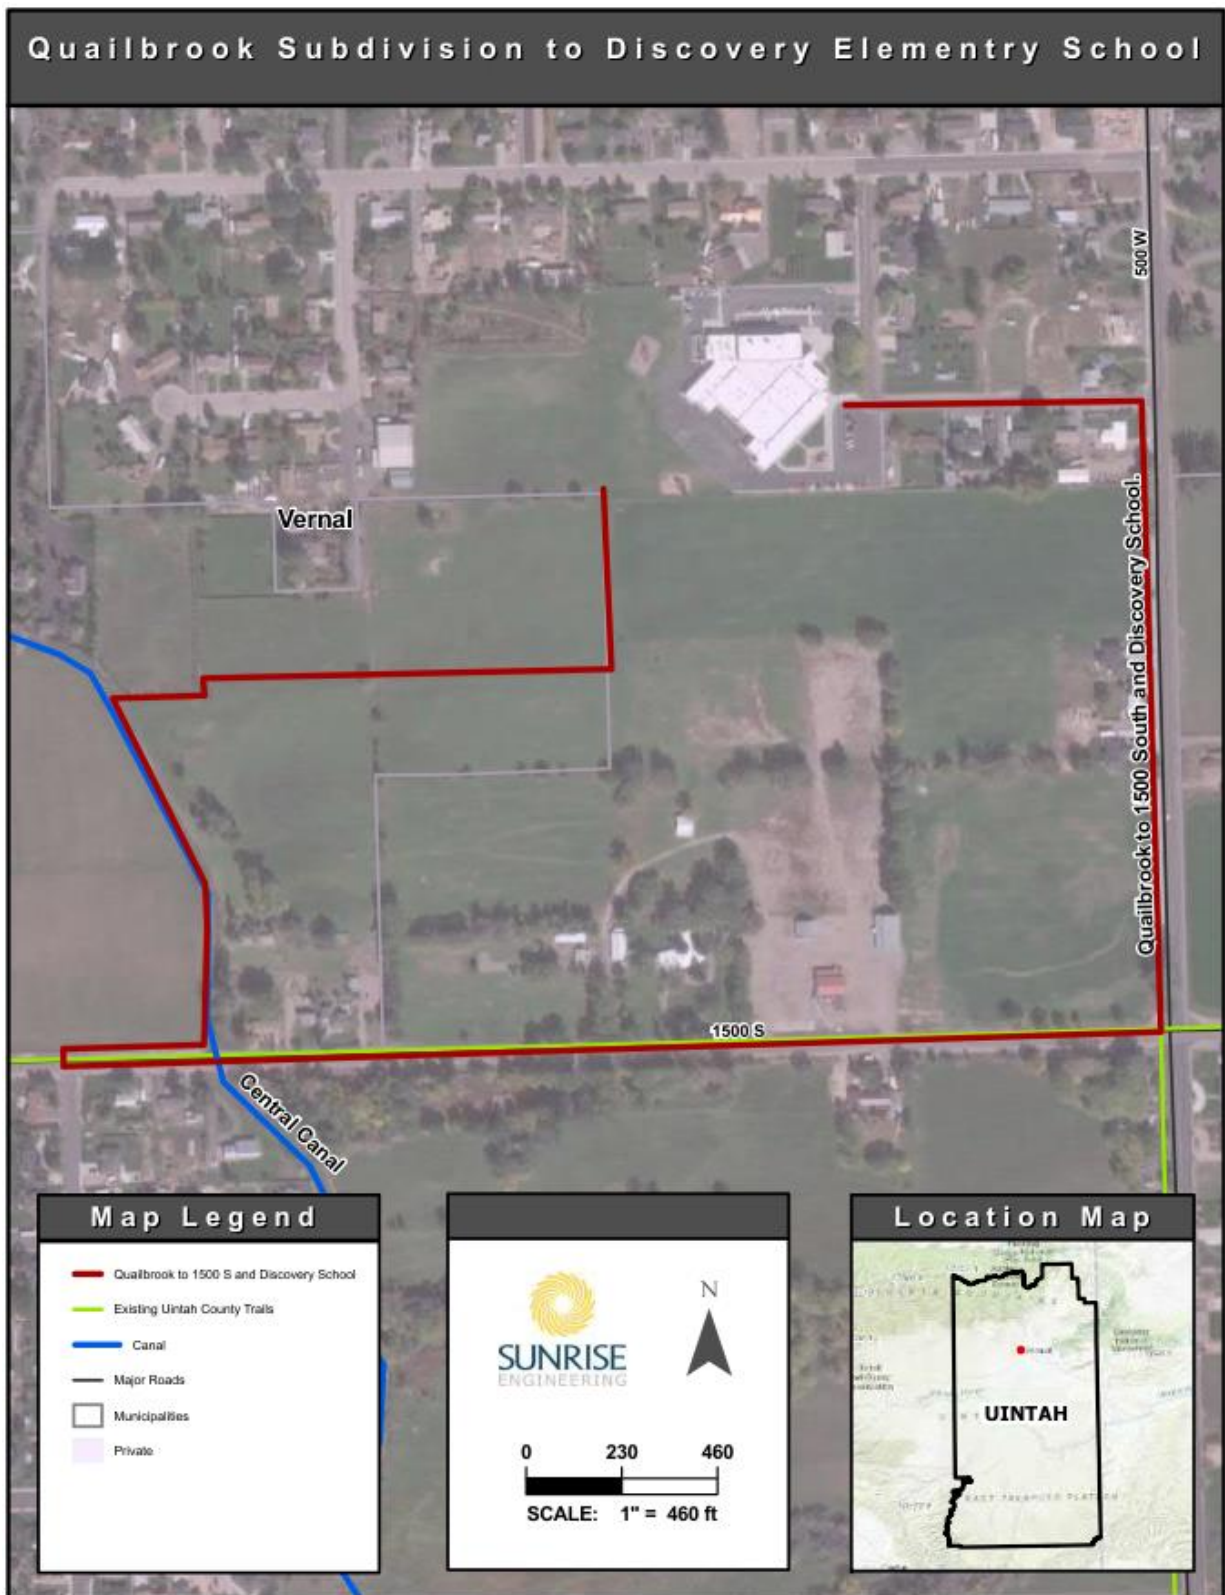 Quailbrook Subdivision to Discovery Elementry School
500 W
Vernal
Quailbrook to 1500 South and Discovery School.
1500 S
Central Canal
Map Legend
Quailbrook to 1500 S and Discovery School
Existing Uintah County Trails
Canal
Major Roads
Municipalities
Private
SUNRISE
ENGINEERING
N
0 230 460
SCALE: 1" = 460 ft
Location Map
UINTAH